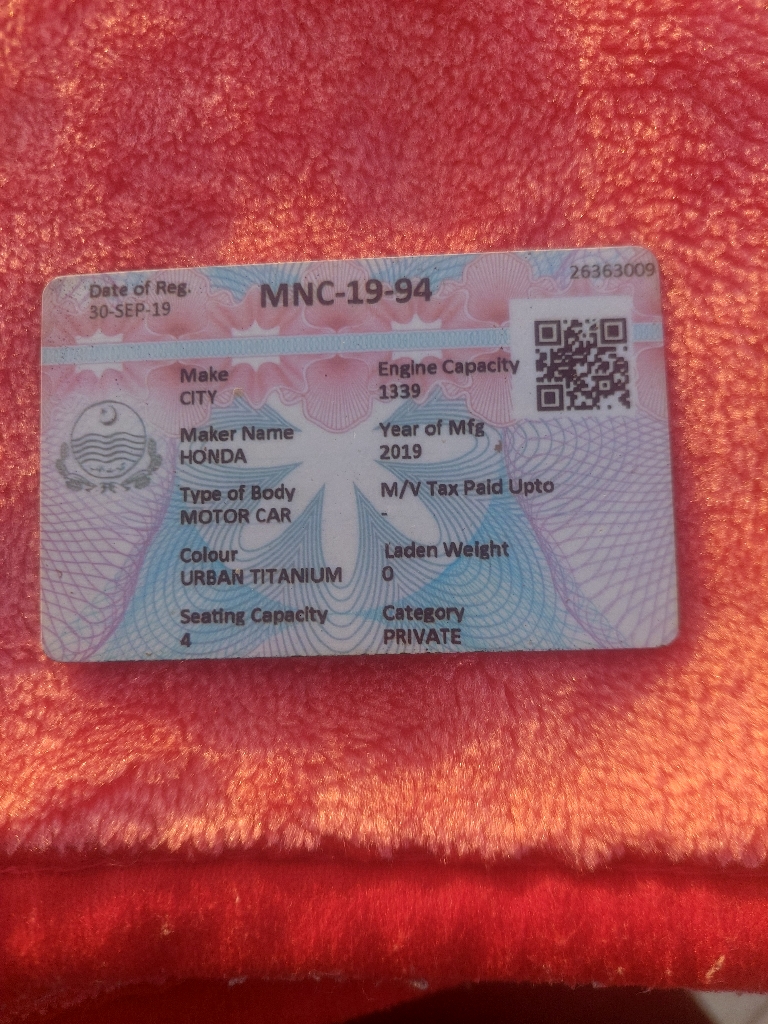 Date of Reg.
30-SEP-19
MNC-19-94
26363009
Make
CITY
Engine Capacity
1339
Maker Name
HONDA
Year of Mfg
2019
Type of Body
MOTOR CAR
M/V Tax Paid Upto
-
Colour
URBAN TITANIUM
Laden Weight
0
Seating Capacity
4
Category
PRIVATE